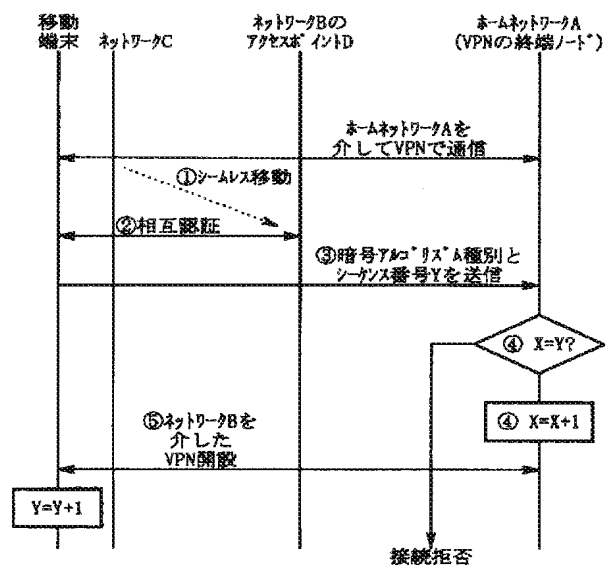 移動
端末
ﾈｯﾄﾜｰｸC
ﾈｯﾄﾜｰｸBの
ｱｸｾｽﾎﾟｲﾝﾄD
ﾎｰﾑﾈｯﾄﾜｰｸA
(VPNの終端ﾉｰﾄﾞ)
ﾎｰﾑﾈｯﾄﾜｰｸAを
介してVPNで通信
①ｼｰﾑﾚｽ移動
②相互認証
③暗号ｱﾙｺﾞﾘｽﾞﾑ種別と
ｼｰｹﾝｽ番号Yを送信
④ X=Y?
④ X=X+1
⑤ﾈｯﾄﾜｰｸBを
介した
VPN開設
Y=Y+1
接続拒否